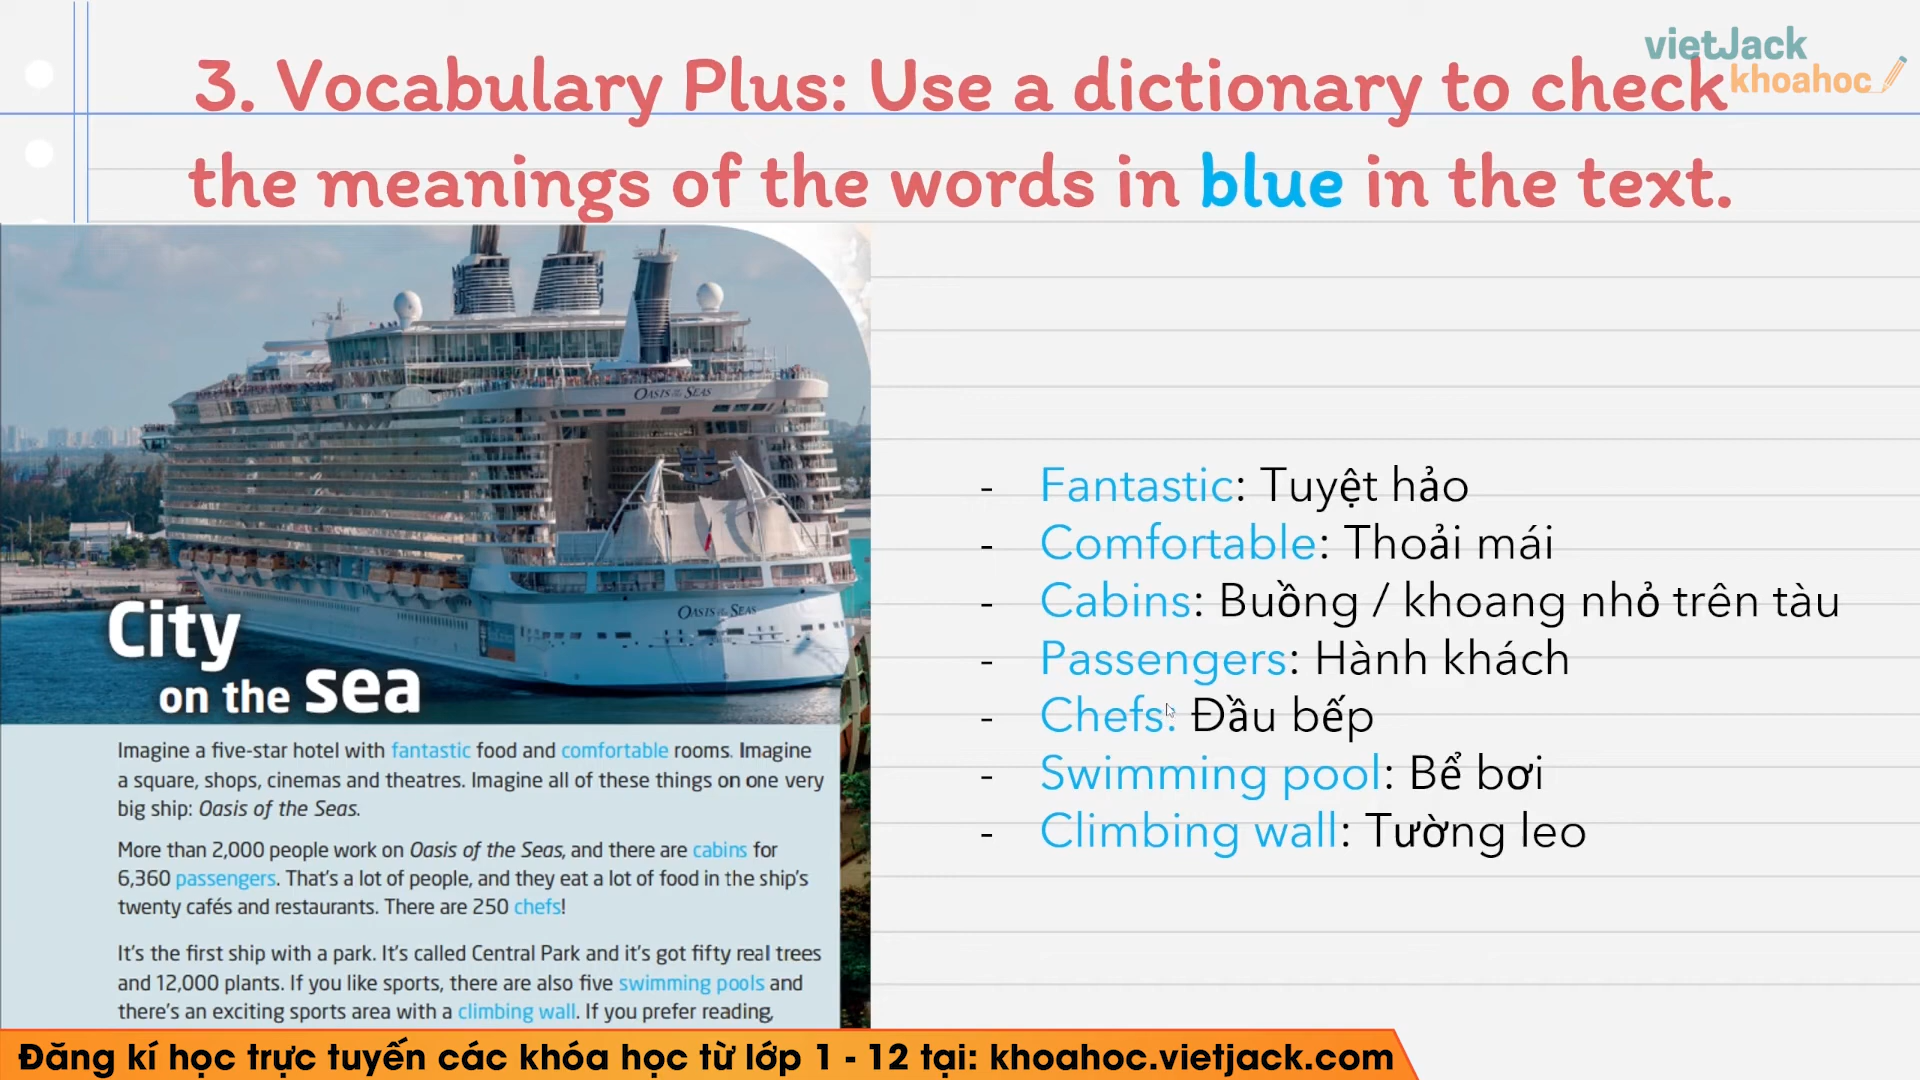 vietJack
khoahoc
3. Vocabulary Plus: Use a dictionary to check
the meanings of the words in blue in the text.
OASIS OF THE SEAS
OASIS OF THE SEAS
City
on the sea
Imagine a five-star hotel with fantastic food and comfortable rooms. Imagine
a square, shops, cinemas and theatres. Imagine all of these things on one very
big ship: Oasis of the Seas.
More than 2,000 people work on Oasis of the Seas, and there are cabins for
6,360 passengers. That's a lot of people, and they eat a lot of food in the ship's
twenty cafés and restaurants. There are 250 chefs!
It's the first ship with a park. It's called Central Park and it's got fifty real trees
and 12,000 plants. If you like sports, there are also five swimming pools and
there's an exciting sports area with a climbing wall. If you prefer reading,
- Fantastic: Tuyệt hảo
- Comfortable: Thoải mái
- Cabins: Buồng / khoang nhỏ trên tàu
- Passengers: Hành khách
- Chefs: Đầu bếp
- Swimming pool: Bể bơi
- Climbing wall: Tường leo
Đăng kí học trực tuyến các khóa học từ lớp 1 - 12 tại: khoahoc.vietjack.com